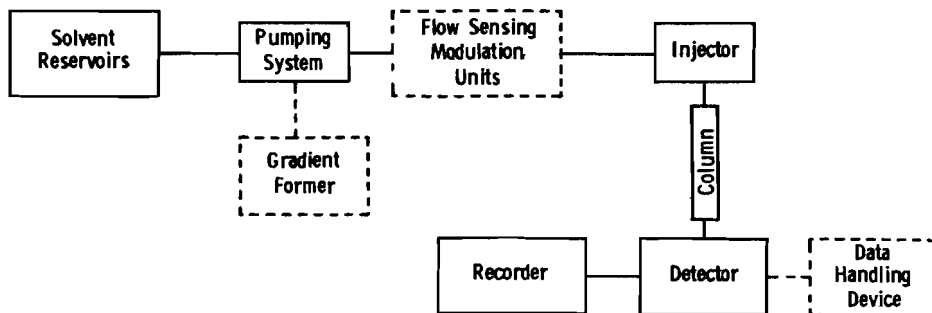 Solvent
Reservoirs
Pumping
System
Flow Sensing
Modulation
Units
Injector
Gradient
Former
Column
Recorder
Detector
Data
Handling
Device